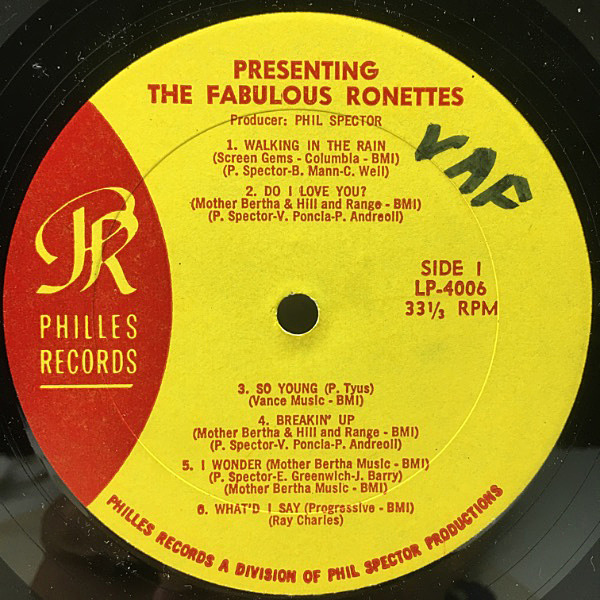 PRESENTING
THE FABULOUS RONETTES
Producer: PHIL SPECTOR
1. WALKING IN THE RAIN
(Screen Gems - Columbia - BMI)
(P. Spector-B. Mann-C. Weil)
2. DO I LOVE YOU?
(Mother Bertha & Hill and Range - BMI)
(P. Spector-V. Poncia-P. Andreoli)
VAF
SIDE 1
LP-4006
33⅓ RPM
PR
PHILLES
RECORDS
3. SO YOUNG (P. Tyus)
(Vance Music - BMI)
4. BREAKIN' UP
(Mother Bertha & Hill and Range - BMI)
(P. Spector-V. Poncia-P. Andreoli)
5. I WONDER (Mother Bertha Music - BMI)
(P. Spector-E. Greenwich-J. Barry)
(Mother Bertha Music - BMI)
6. WHAT'D I SAY (Progressive - BMI)
(Ray Charles)
PHILLES RECORDS A DIVISION OF PHIL SPECTOR PRODUCTIONS